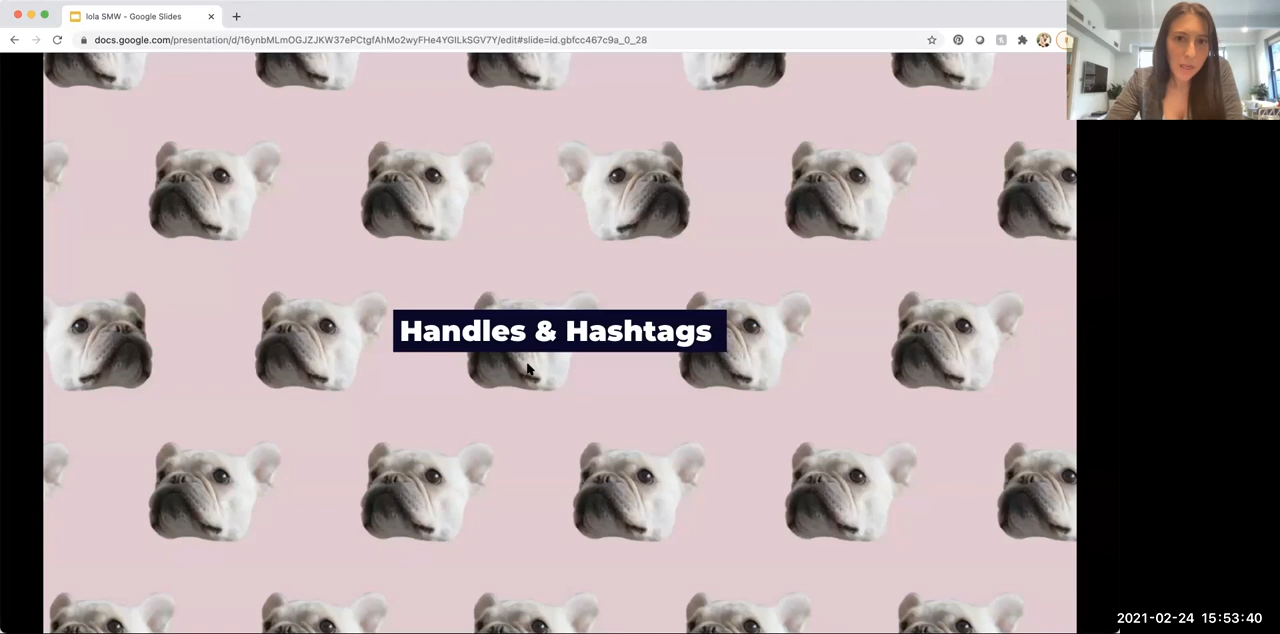 lola SMW - Google Slides
docs.google.com/presentation/d/16ynbMLmOGJZJKW37ePCtgfAhMo2wyFHe4YGILkSGV7Y/edit#slide=id.gbfcc467c9a_0_28
Handles & Hashtags
2021-02-24 15:53:40